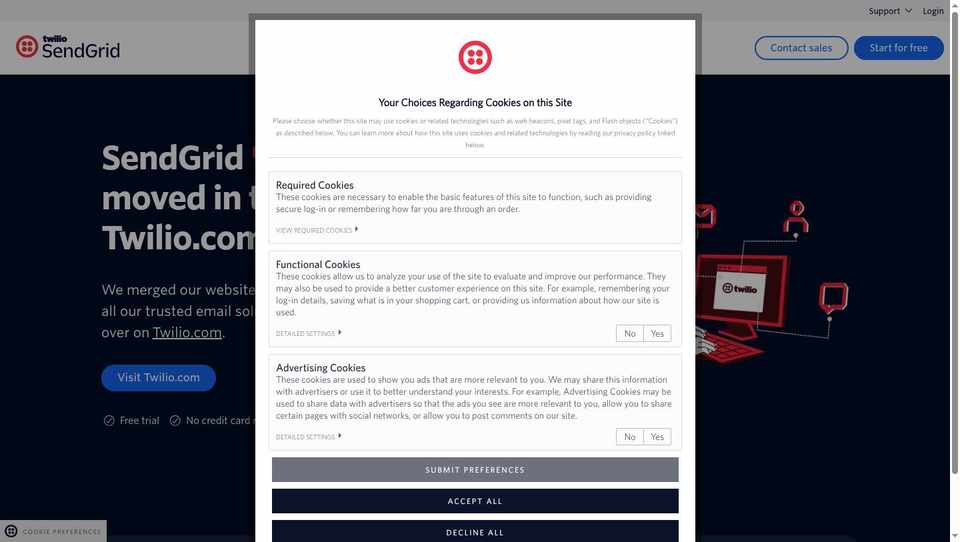 Support
Login
twilio
SendGrid
Contact sales
Start for free
Your Choices Regarding Cookies on this Site
Please choose whether this site may use cookies or related technologies such as web beacons, pixel tags, and Flash objects ("Cookies")
as described below. You can learn more about how this site uses cookies and related technologies by reading our privacy policy linked
below.
Required Cookies
These cookies are necessary to enable the basic features of this site to function, such as providing
secure log-in or remembering how far you are through an order.
VIEW REQUIRED COOKIES
Functional Cookies
These cookies allow us to analyze your use of the site to evaluate and improve our performance. They
may also be used to provide a better customer experience on this site. For example, remembering your
log-in details, saving what is in your shopping cart, or providing us information about how our site is
used.
DETAILED SETTINGS
No
Yes
Advertising Cookies
These cookies are used to show you ads that are more relevant to you. We may share this information
with advertisers or use it to better understand your interests. For example, Advertising Cookies may be
used to share data with advertisers so that the ads you see are more relevant to you, allow you to share
certain pages with social networks, or allow you to post comments on our site.
DETAILED SETTINGS
No
Yes
SUBMIT PREFERENCES
ACCEPT ALL
DECLINE ALL
SendGrid
moved in t
Twilio.com
We merged our website
all our trusted email sol
over on Twilio.com.
Visit Twilio.com
Free trial
No credit card
twilio
COOKIE PREFERENCES